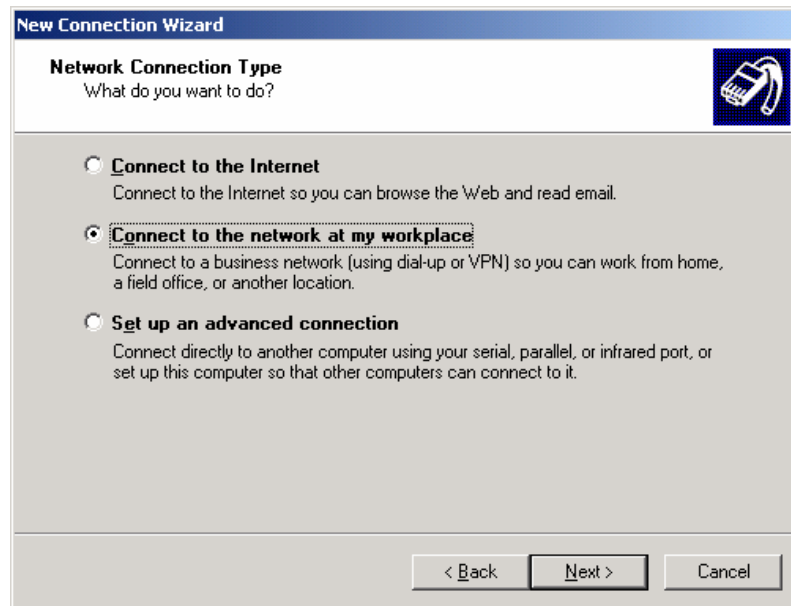 New Connection Wizard
Network Connection Type
What do you want to do?
Connect to the Internet
Connect to the Internet so you can browse the Web and read email.
Connect to the network at my workplace
Connect to a business network (using dial-up or VPN) so you can work from home,
a field office, or another location.
Set up an advanced connection
Connect directly to another computer using your serial, parallel, or infrared port, or
set up this computer so that other computers can connect to it.
< Back Next > Cancel